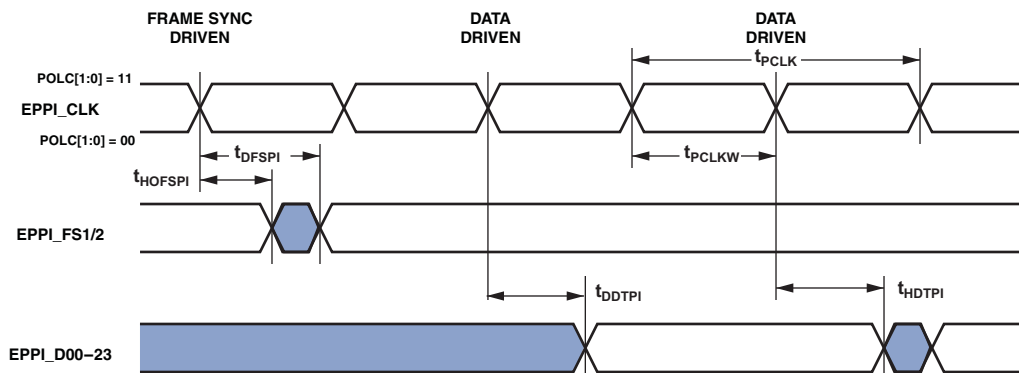 FRAME SYNC
DRIVEN
DATA
DRIVEN
DATA
DRIVEN
tPCLK
POLC[1:0] = 11
EPPI_CLK
POLC[1:0] = 00
tDFSPI
tPCLKW
tHOFSPI
EPPI_FS1/2
tDDTPI
tHDTPI
EPPI_D00–23